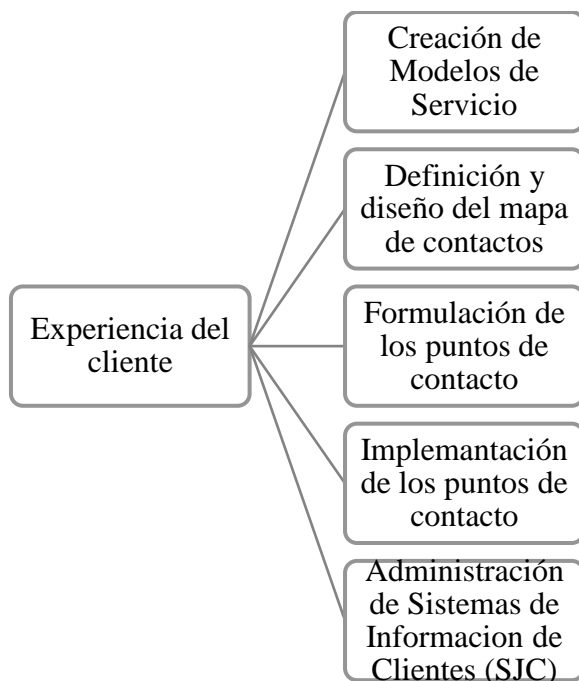 Creación de
Modelos de
Servicio
Definición y
diseño del mapa
de contactos
Experiencia del
cliente
Formulación de
los puntos de
contacto
Implemantación
de los puntos de
contacto
Administración
de Sistemas de
Informacion de
Clientes (SJC)